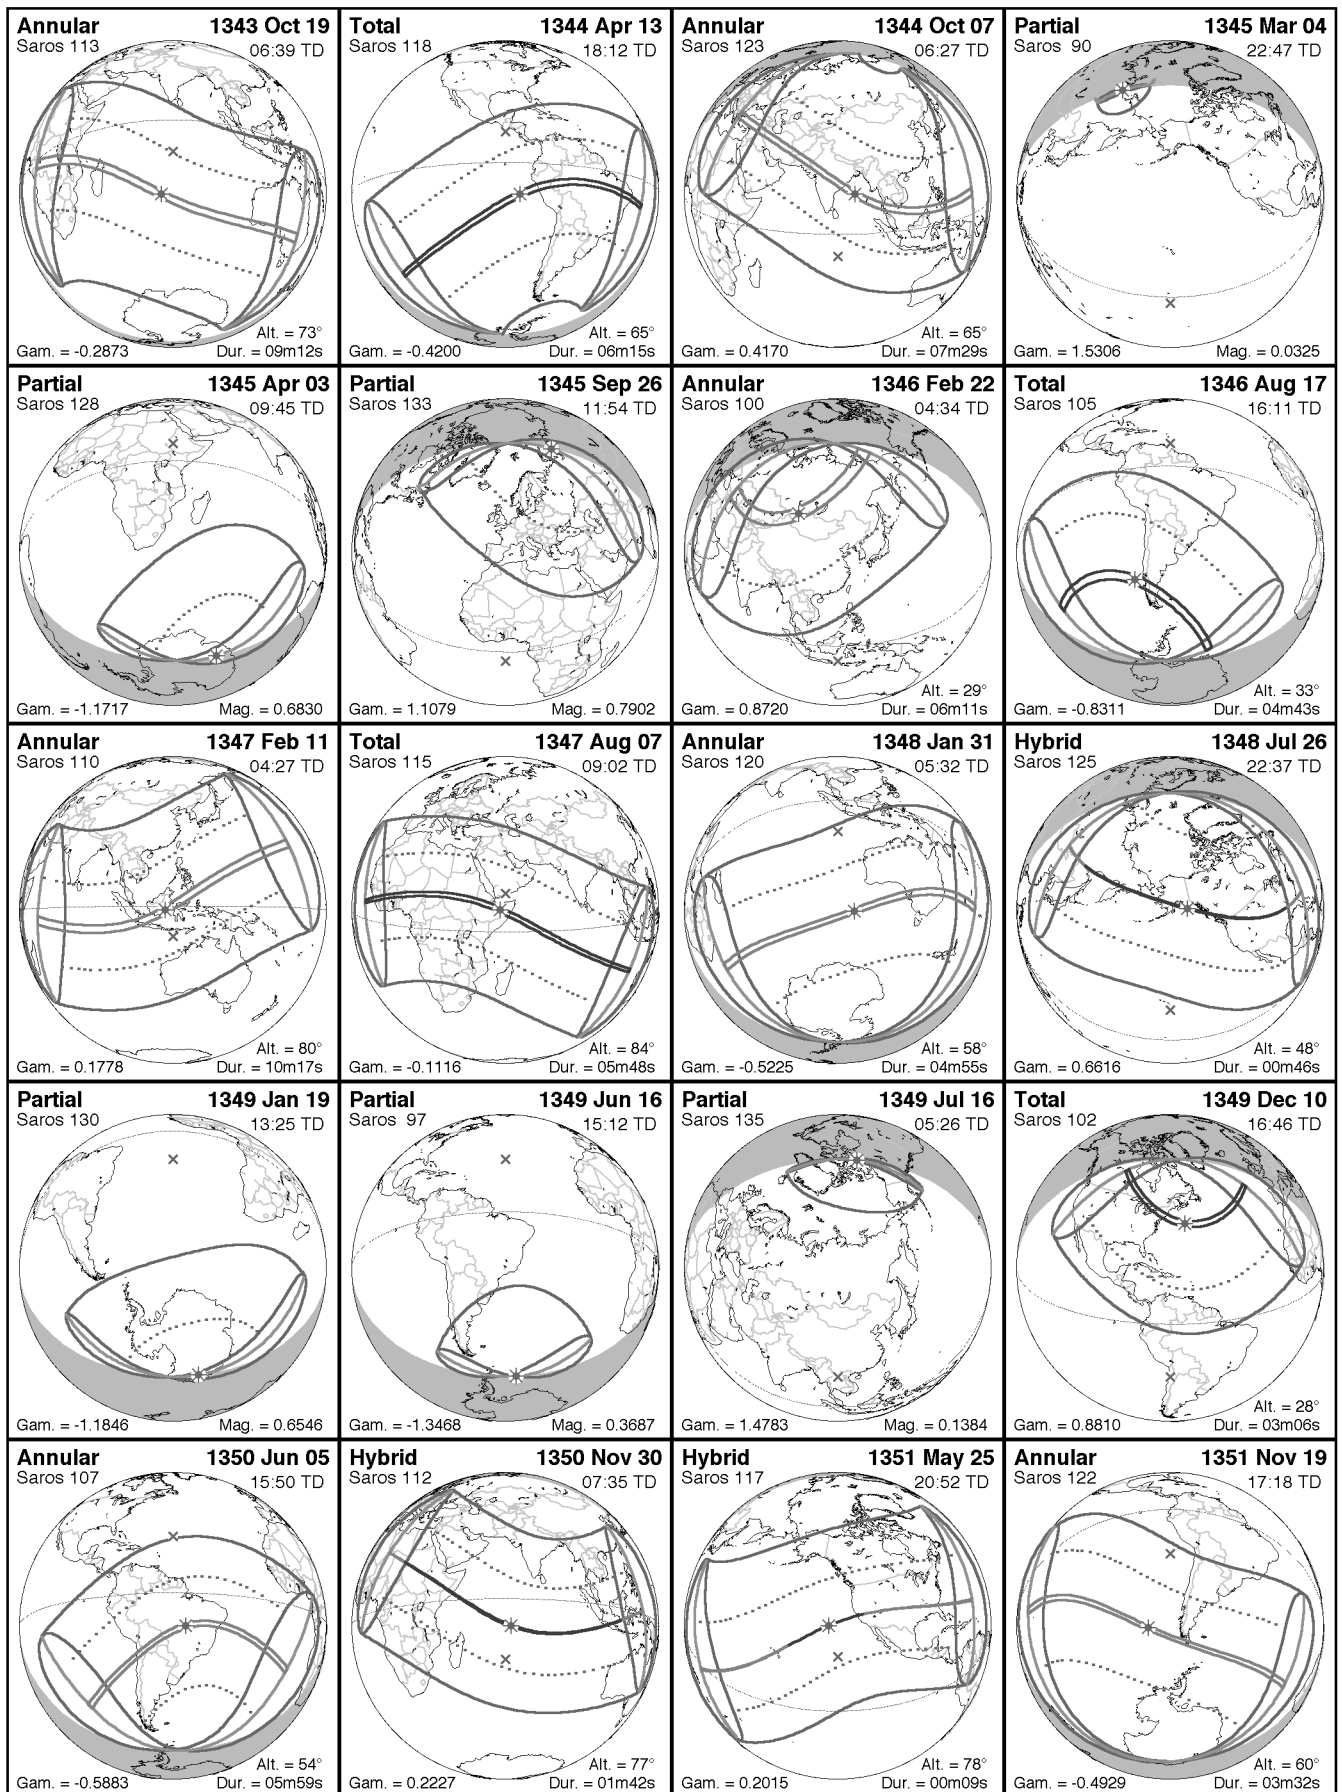 Annular 1343 Oct 19
Saros 113 06:39 TD
Alt. = 73°
Gam. = -0.2873 Dur. = 09m12s
Total 1344 Apr 13
Saros 118 18:12 TD
Alt. = 65°
Gam. = -0.4200 Dur. = 06m15s
Annular 1344 Oct 07
Saros 123 06:27 TD
Alt. = 65°
Gam. = 0.4170 Dur. = 07m29s
Partial 1345 Mar 04
Saros 90 22:47 TD
Gam. = 1.5306 Mag. = 0.0325
Partial 1345 Apr 03
Saros 128 09:45 TD
Gam. = -1.1717 Mag. = 0.6830
Partial 1345 Sep 26
Saros 133 11:54 TD
Gam. = 1.1079 Mag. = 0.7902
Annular 1346 Feb 22
Saros 100 04:34 TD
Alt. = 29°
Gam. = 0.8720 Dur. = 06m11s
Total 1346 Aug 17
Saros 105 16:11 TD
Alt. = 33°
Gam. = -0.8311 Dur. = 04m43s
Annular 1347 Feb 11
Saros 110 04:27 TD
Alt. = 80°
Gam. = 0.1778 Dur. = 10m17s
Total 1347 Aug 07
Saros 115 09:02 TD
Alt. = 84°
Gam. = -0.1116 Dur. = 05m48s
Annular 1348 Jan 31
Saros 120 05:32 TD
Alt. = 58°
Gam. = -0.5225 Dur. = 04m55s
Hybrid 1348 Jul 26
Saros 125 22:37 TD
Alt. = 48°
Gam. = 0.6616 Dur. = 00m46s
Partial 1349 Jan 19
Saros 130 13:25 TD
Gam. = -1.1846 Mag. = 0.6546
Partial 1349 Jun 16
Saros 97 15:12 TD
Gam. = -1.3468 Mag. = 0.3687
Partial 1349 Jul 16
Saros 135 05:26 TD
Gam. = 1.4783 Mag. = 0.1384
Total 1349 Dec 10
Saros 102 16:46 TD
Alt. = 28°
Gam. = 0.8810 Dur. = 03m06s
Annular 1350 Jun 05
Saros 107 15:50 TD
Alt. = 54°
Gam. = -0.5883 Dur. = 05m59s
Hybrid 1350 Nov 30
Saros 112 07:35 TD
Alt. = 77°
Gam. = 0.2227 Dur. = 01m42s
Hybrid 1351 May 25
Saros 117 20:52 TD
Alt. = 78°
Gam. = 0.2015 Dur. = 00m09s
Annular 1351 Nov 19
Saros 122 17:18 TD
Alt. = 60°
Gam. = -0.4929 Dur. = 03m32s